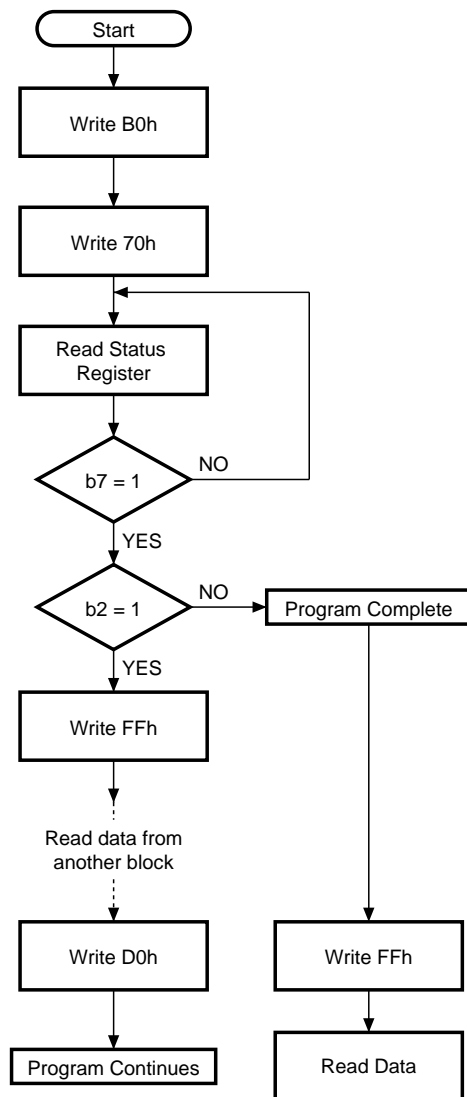 Start
Write B0h
Write 70h
Read Status
Register
NO
b7 = 1
YES
NO
b2 = 1
Program Complete
YES
Write FFh
Read data from
another block
Write D0h
Write FFh
Program Continues
Read Data